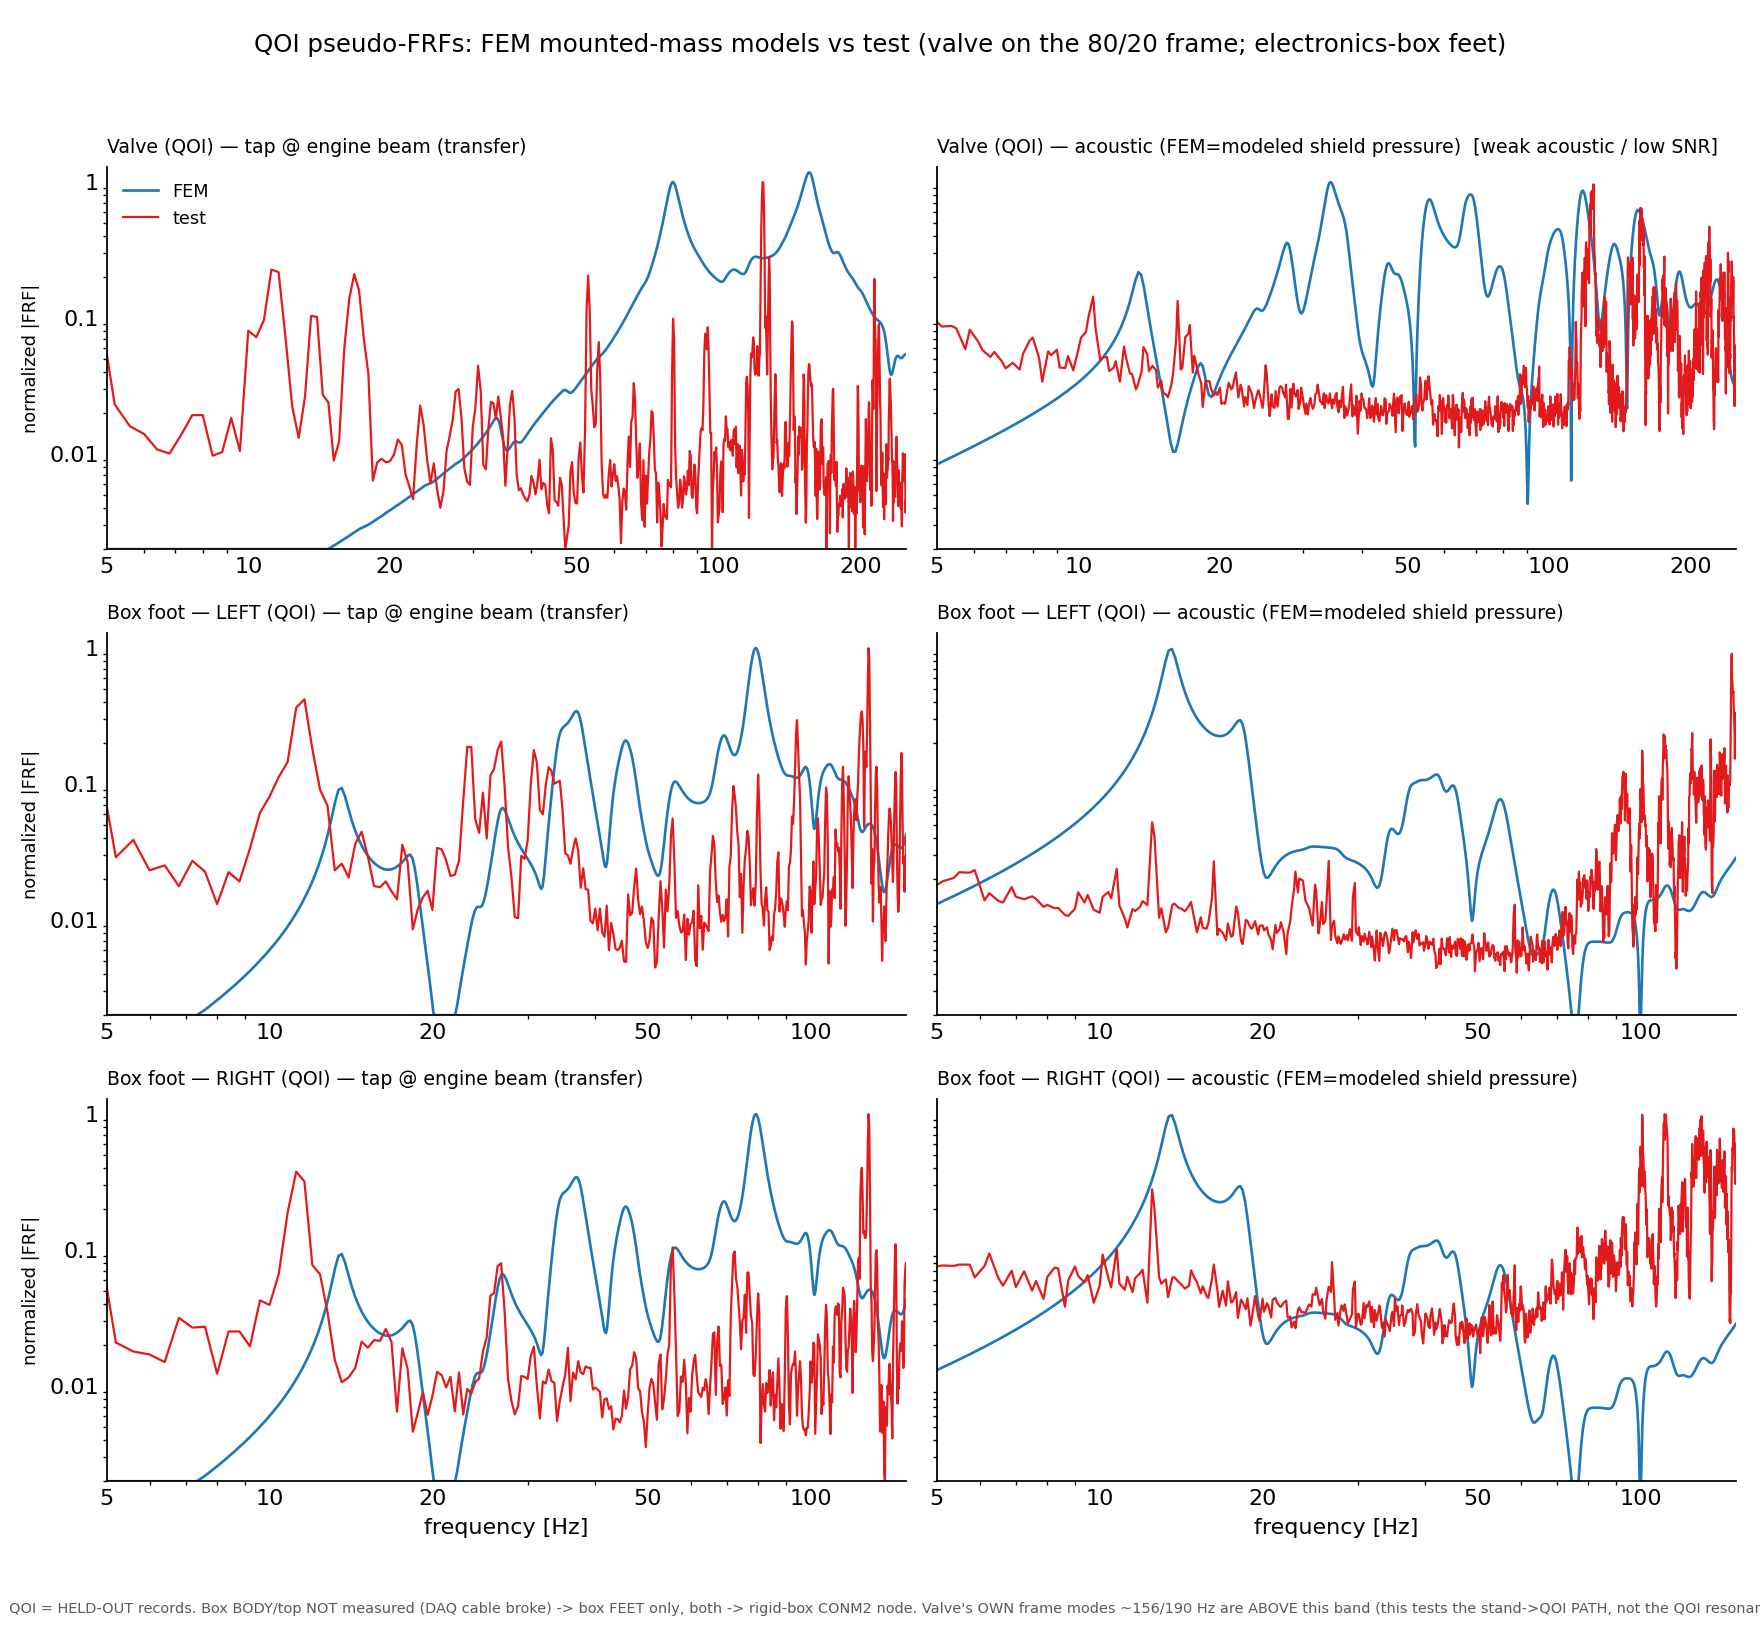 QOI pseudo-FRFs: FEM mounted-mass models vs test (valve on the 80/20 frame; electronics-box feet)
Valve (QOI) — tap @ engine beam (transfer)
Valve (QOI) — acoustic (FEM=modeled shield pressure)  [weak acoustic / low SNR]
FEM
test
normalized |FRF|
1
0.1
0.01
5 10 20 50 100 200
5 10 20 50 100 200
Box foot — LEFT (QOI) — tap @ engine beam (transfer)
Box foot — LEFT (QOI) — acoustic (FEM=modeled shield pressure)
normalized |FRF|
1
0.1
0.01
5 10 20 50 100
5 10 20 50 100
Box foot — RIGHT (QOI) — tap @ engine beam (transfer)
Box foot — RIGHT (QOI) — acoustic (FEM=modeled shield pressure)
normalized |FRF|
1
0.1
0.01
5 10 20 50 100
5 10 20 50 100
frequency [Hz]
frequency [Hz]
QOI = HELD-OUT records. Box BODY/top NOT measured (DAQ cable broke) -> box FEET only, both -> rigid-box CONM2 node. Valve's OWN frame modes ~156/190 Hz are ABOVE this band (this tests the stand->QOI PATH, not the QOI